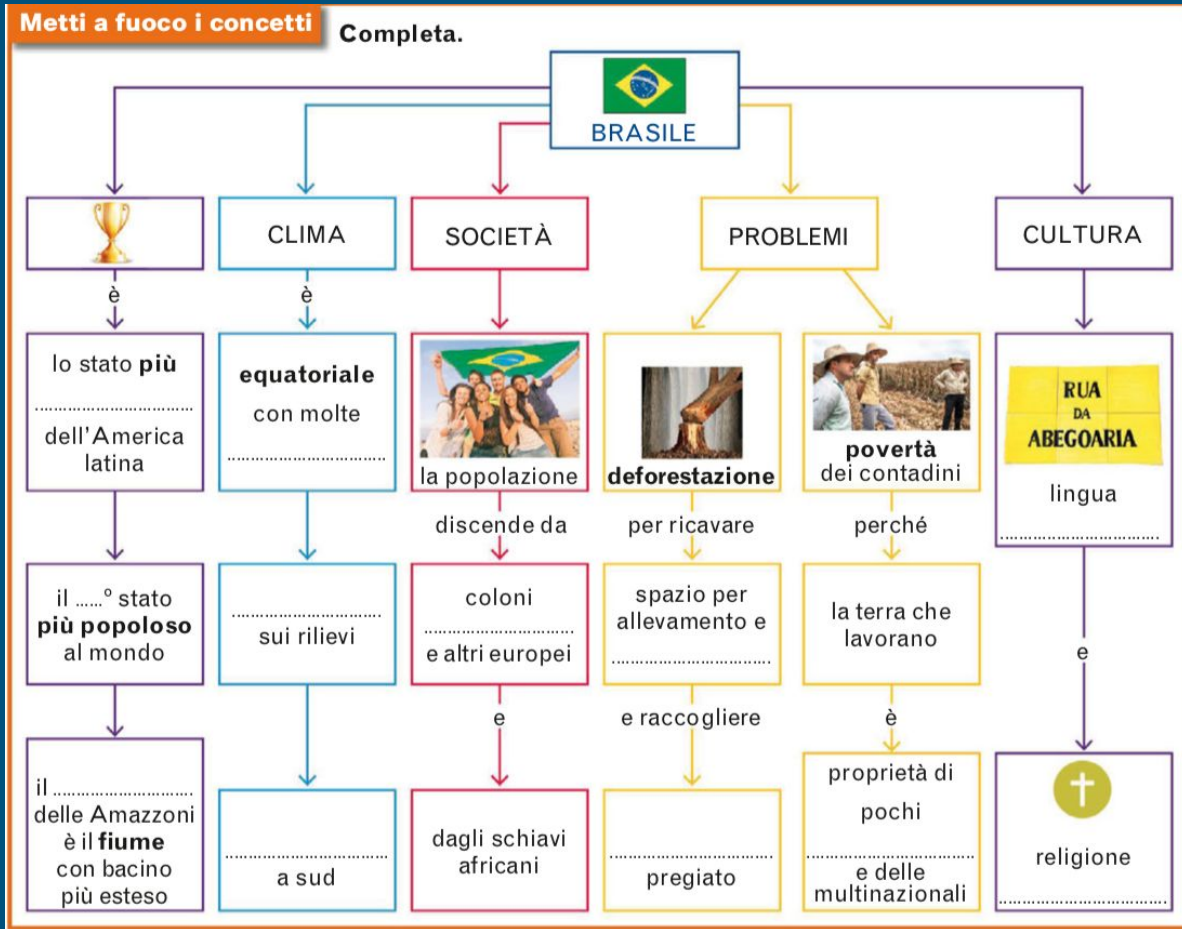 Metti a fuoco i concetti
Completa.
BRASILE
CLIMA
SOCIETÀ
PROBLEMI
CULTURA
è
lo stato più
..................................
dell'America
latina
il ......° stato
più popoloso
al mondo
il ............................
delle Amazzoni
è il fiume
con bacino
più esteso
è
equatoriale
con molte
..................................
..................................
sui rilievi
..................................
a sud
la popolazione
discende da
coloni
..................................
e altri europei
e
dagli schiavi
africani
deforestazione
per ricavare
spazio per
allevamento e
..................................
e raccogliere
..................................
pregiato
povertà
dei contadini
perché
la terra che
lavorano
è
proprietà di
pochi
..................................
e delle
multinazionali
RUA
DA
ABEGOARIA
lingua
..................................
e
religione
..................................